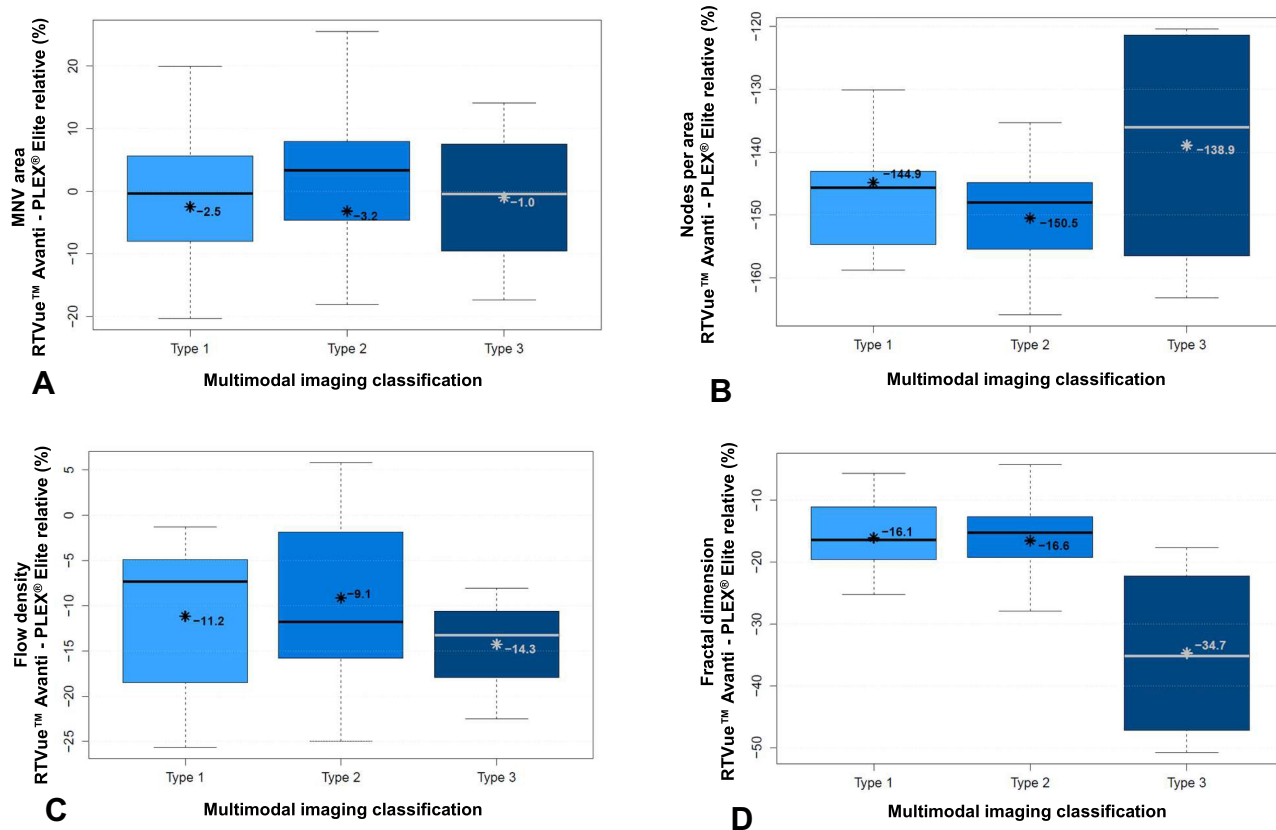 MNV area
RTVue™ Avanti - PLEX® Elite relative (%)
20
10
0
−10
−20
−2.5
−3.2
−1.0
Type 1
Type 2
Type 3
Multimodal imaging classification
A
Nodes per area
RTVue™ Avanti - PLEX® Elite relative (%)
−120
−130
−140
−150
−160
−144.9
−150.5
−138.9
Type 1
Type 2
Type 3
Multimodal imaging classification
B
Flow density
RTVue™ Avanti - PLEX® Elite relative (%)
5
0
−5
−10
−15
−20
−25
−11.2
−9.1
−14.3
Type 1
Type 2
Type 3
Multimodal imaging classification
C
Fractal dimension
RTVue™ Avanti - PLEX® Elite relative (%)
−10
−20
−30
−40
−50
−16.1
−16.6
−34.7
Type 1
Type 2
Type 3
Multimodal imaging classification
D